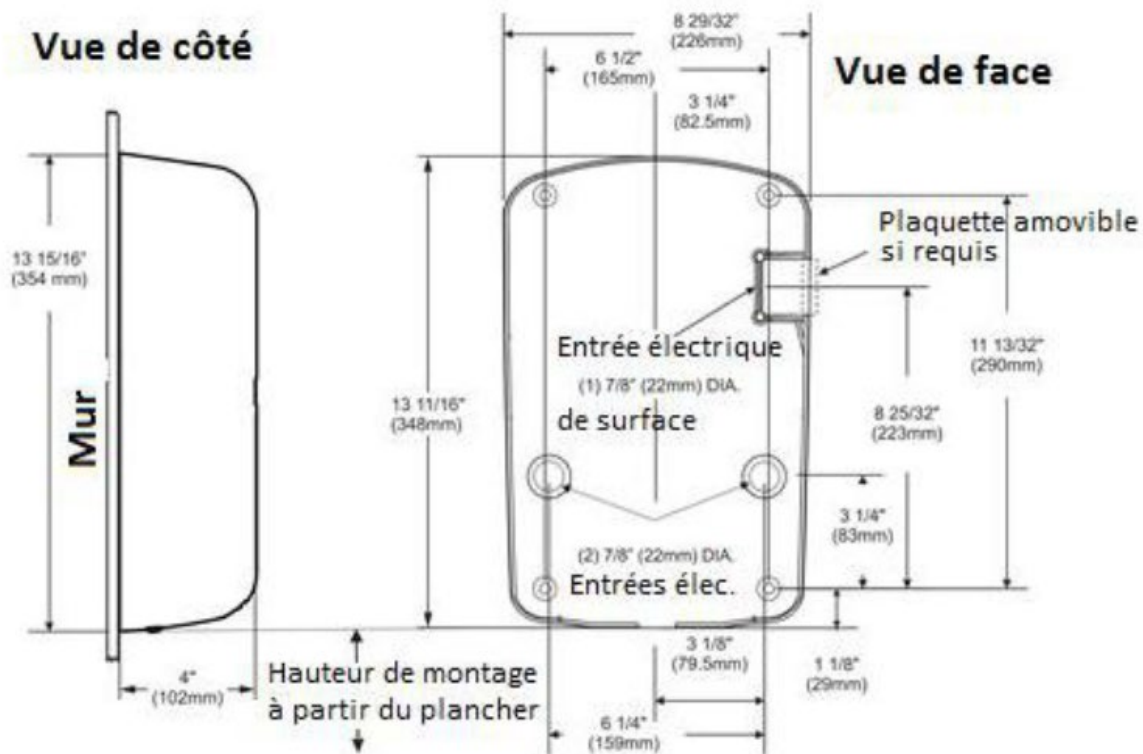 Vue de côté
8 29/32"
(226mm)
6 1/2"
(165mm)
Vue de face
3 1/4"
(82.5mm)
Plaquette amovible
si requis
13 15/16"
(354 mm)
Entrée électrique
(1) 7/8" (22mm) DIA.
de surface
11 13/32"
(290mm)
13 11/16"
(348mm)
8 25/32"
(223mm)
Mur
3 1/4"
(83mm)
(2) 7/8" (22mm) DIA.
Entrées élec.
3 1/8"
(79.5mm)
1 1/8"
(29mm)
4"
(102mm)
Hauteur de montage
à partir du plancher
6 1/4"
(159mm)